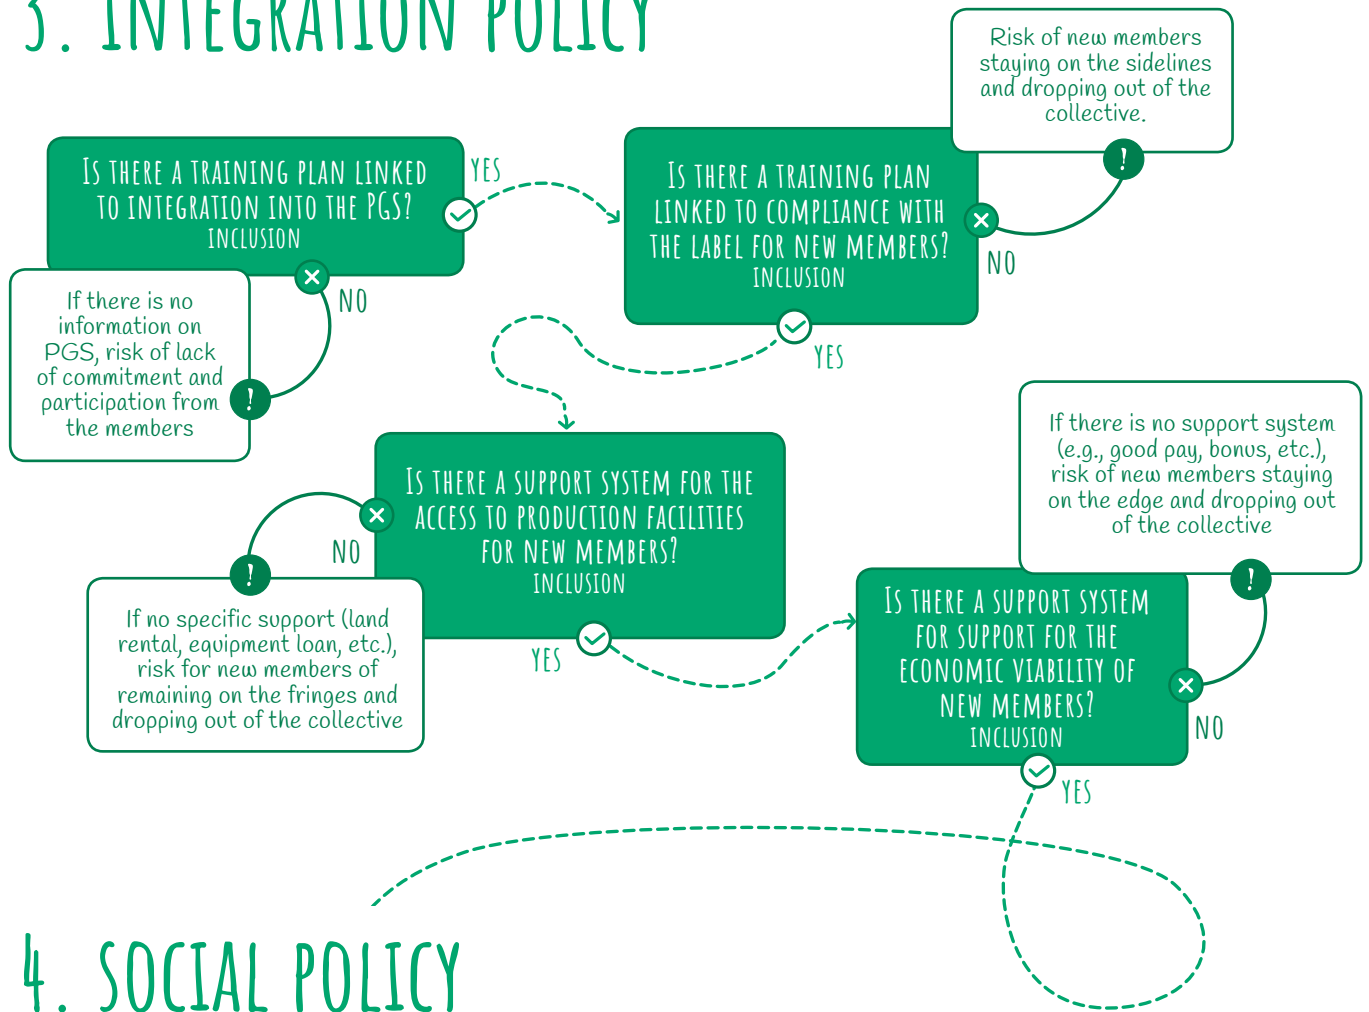 3. INTEGRATION POLICY
Risk of new members
staying on the sidelines
and dropping out of the
collective.
IS THERE A TRAINING PLAN LINKED
TO INTEGRATION INTO THE PGS?
INCLUSION
YES
NO
If there is no
information on
PGS, risk of lack
of commitment and
participation from
the members
IS THERE A TRAINING PLAN
LINKED TO COMPLIANCE WITH
THE LABEL FOR NEW MEMBERS?
INCLUSION
NO
YES
IS THERE A SUPPORT SYSTEM FOR THE
ACCESS TO PRODUCTION FACILITIES
FOR NEW MEMBERS?
INCLUSION
NO
YES
If no specific support (land
rental, equipment loan, etc.),
risk for new members of
remaining on the fringes and
dropping out of the collective
If there is no support system
(e.g., good pay, bonus, etc.),
risk of new members staying
on the edge and dropping out
of the collective
IS THERE A SUPPORT SYSTEM
FOR SUPPORT FOR THE
ECONOMIC VIABILITY OF
NEW MEMBERS?
INCLUSION
NO
YES
4. SOCIAL POLICY